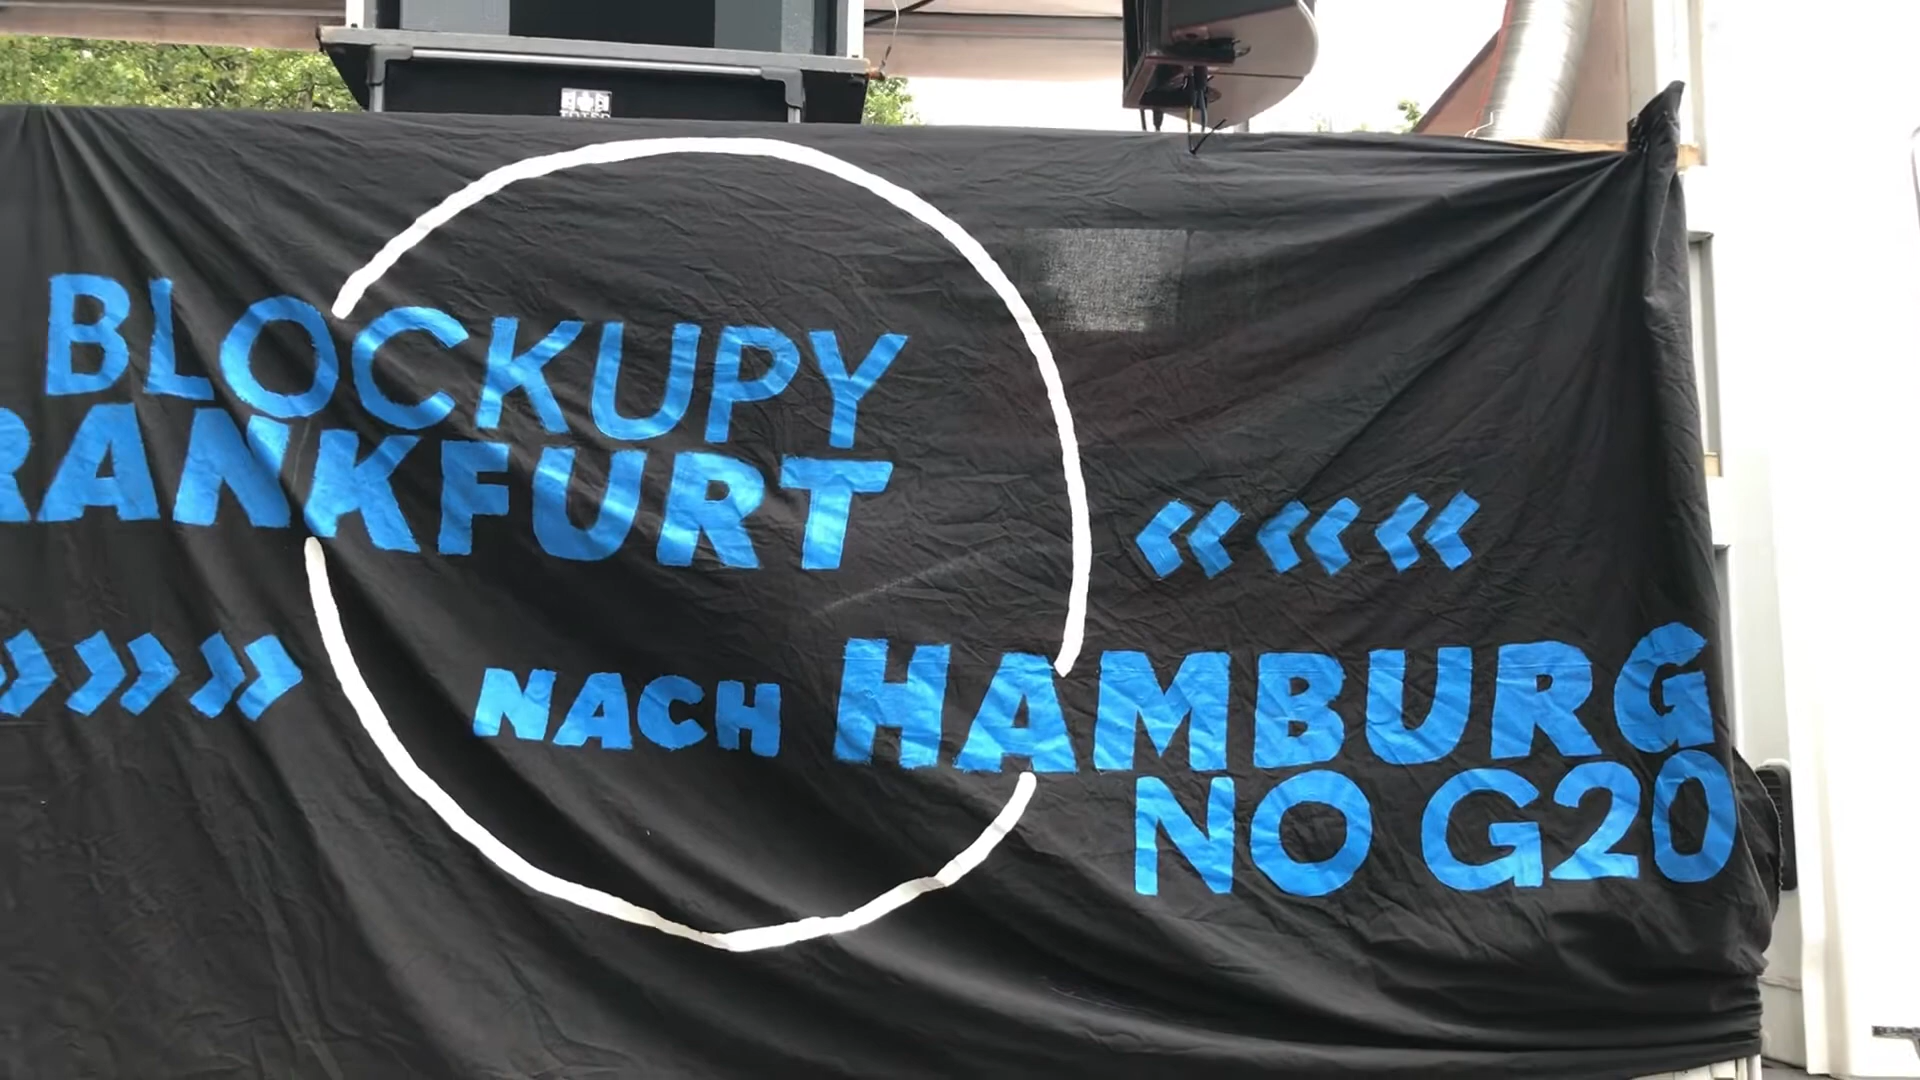 BLOCKUPY
RANKFURT
<<<<<<
>>>>>>
NACH HAMBURG
NO G20